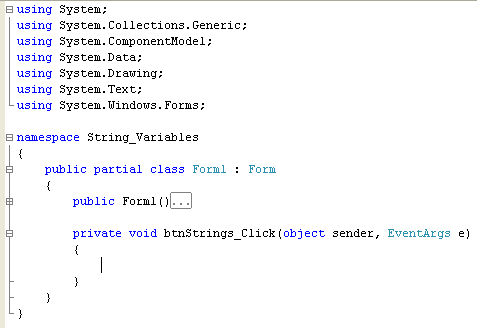 using System;
using System.Collections.Generic;
using System.ComponentModel;
using System.Data;
using System.Drawing;
using System.Text;
using System.Windows.Forms;
namespace String_Variables
{
public partial class Form1 : Form
{
public Form1()...
private void btnStrings_Click(object sender, EventArgs e)
{
}
}
}